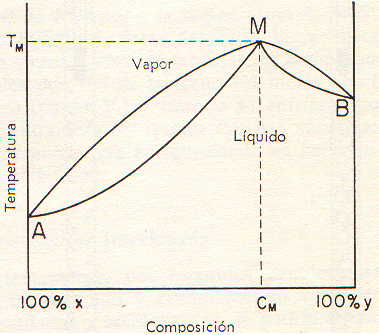 M
T_M
Vapor
B
Líquido
Temperatura
A
100% x
C_M
100% y
Composición